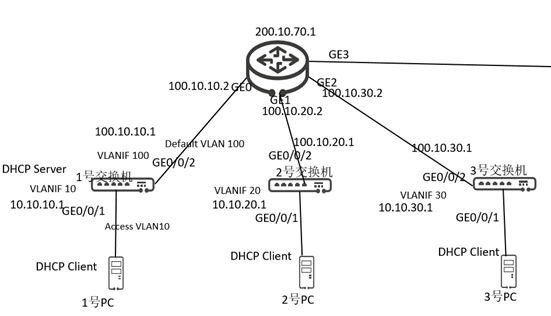 200.10.70.1
GE3
100.10.10.2
GE0
GE2
100.10.30.2
GE1
100.10.20.2
100.10.10.1
Default VLAN 100
VLANIF 100
GE0/0/2
100.10.20.1
GE0/0/2
100.10.30.1
DHCP Server
1号交换机
2号交换机
GE0/0/2
3号交换机
VLANIF 10
10.10.10.1
GE0/0/1
VLANIF 20
10.10.20.1
GE0/0/1
VLANIF 30
10.10.30.1
GE0/0/1
Access VLAN10
DHCP Client
DHCP Client
DHCP Client
1号PC
2号PC
3号PC